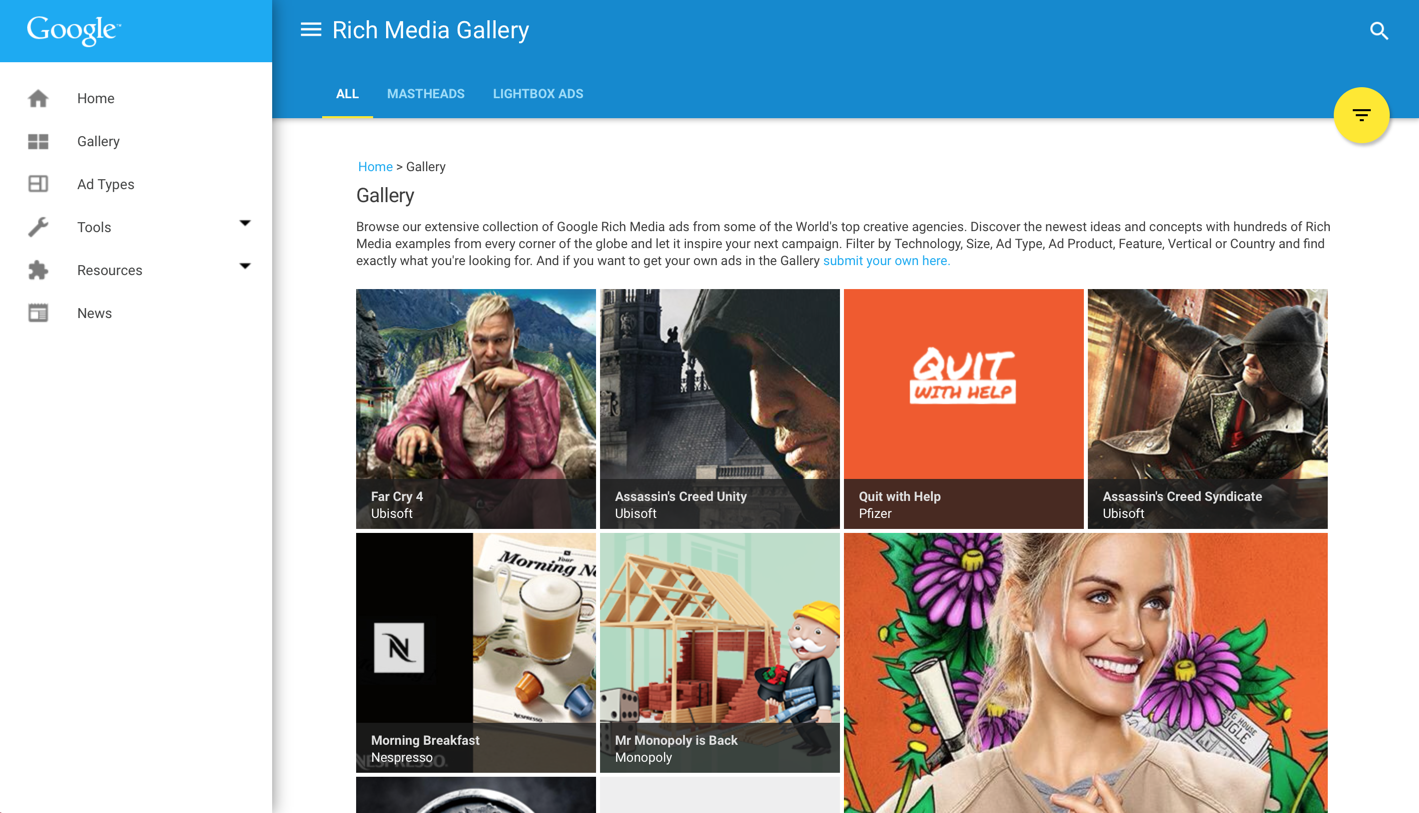 Google™
Rich Media Gallery
ALL
MASTHEADS
LIGHTBOX ADS
Home
Gallery
Ad Types
Tools
Resources
News
Home > Gallery
Gallery
Browse our extensive collection of Google Rich Media ads from some of the World's top creative agencies. Discover the newest ideas and concepts with hundreds of Rich
Media examples from every corner of the globe and let it inspire your next campaign. Filter by Technology, Size, Ad Type, Ad Product, Feature, Vertical or Country and find
exactly what you're looking for. And if you want to get your own ads in the Gallery submit your own here.
Far Cry 4
Ubisoft
Assassin's Creed Unity
Ubisoft
QUIT
WITH HELP
Quit with Help
Pfizer
Assassin's Creed Syndicate
Ubisoft
Your
Morning N
N
NESPRESSO
NESPRESSO.
Morning Breakfast
Nespresso
Mr Monopoly is Back
Monopoly
HOUSE